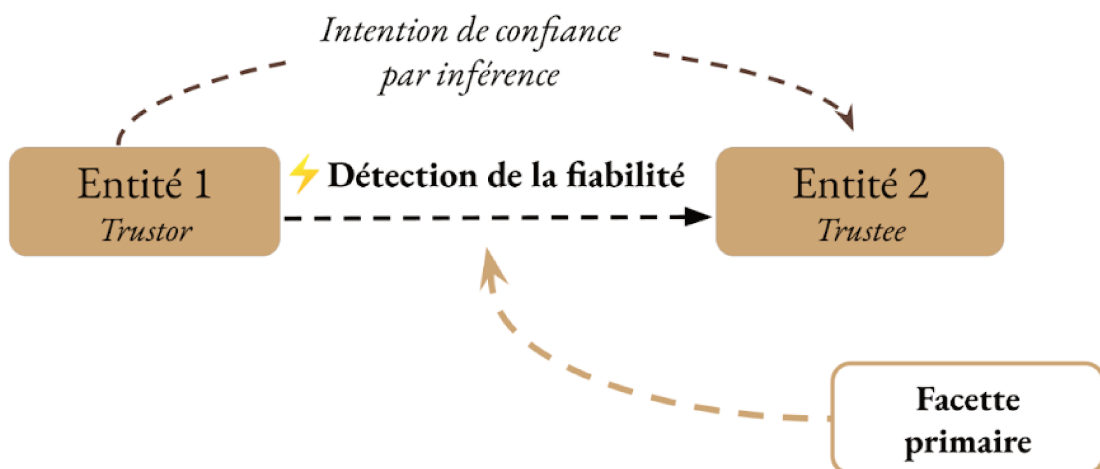 Intention de confiance
par inférence
Entité 1
Trustor
⚡ Détection de la fiabilité
Entité 2
Trustee
Facette
primaire